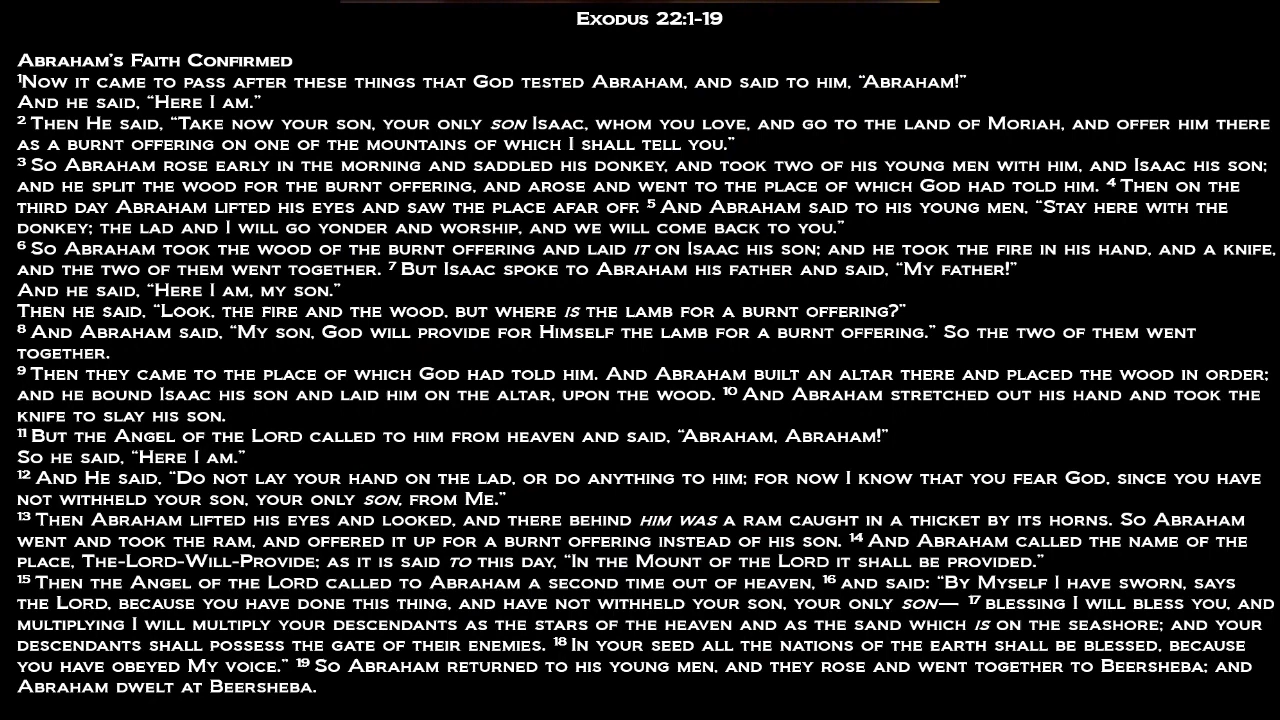 Exodus 22:1-19
Abraham's Faith Confirmed
¹Now it came to pass after these things that God tested Abraham, and said to him, “Abraham!”
And he said, “Here I am.”
² Then He said, “Take now your son, your only son Isaac, whom you love, and go to the land of Moriah, and offer him there
as a burnt offering on one of the mountains of which I shall tell you.”
³ So Abraham rose early in the morning and saddled his donkey, and took two of his young men with him, and Isaac his son;
and he split the wood for the burnt offering, and arose and went to the place of which God had told him. ⁴ Then on the
third day Abraham lifted his eyes and saw the place afar off. ⁵ And Abraham said to his young men, “Stay here with the
donkey; the lad and I will go yonder and worship, and we will come back to you.”
⁶ So Abraham took the wood of the burnt offering and laid it on Isaac his son; and he took the fire in his hand, and a knife,
and the two of them went together. ⁷ But Isaac spoke to Abraham his father and said, “My father!”
And he said, “Here I am, my son.”
Then he said, “Look, the fire and the wood, but where is the lamb for a burnt offering?”
⁸ And Abraham said, “My son, God will provide for Himself the lamb for a burnt offering.” So the two of them went
together.
⁹ Then they came to the place of which God had told him. And Abraham built an altar there and placed the wood in order;
and he bound Isaac his son and laid him on the altar, upon the wood. ¹⁰ And Abraham stretched out his hand and took the
knife to slay his son.
¹¹ But the Angel of the Lord called to him from heaven and said, “Abraham, Abraham!”
So he said, “Here I am.”
¹² And He said, “Do not lay your hand on the lad, or do anything to him; for now I know that you fear God, since you have
not withheld your son, your only son, from Me.”
¹³ Then Abraham lifted his eyes and looked, and there behind him was a ram caught in a thicket by its horns. So Abraham
went and took the ram, and offered it up for a burnt offering instead of his son. ¹⁴ And Abraham called the name of the
place, The-Lord-Will-Provide; as it is said to this day, “In the Mount of the Lord it shall be provided.”
¹⁵ Then the Angel of the Lord called to Abraham a second time out of heaven, ¹⁶ and said: “By Myself I have sworn, says
the Lord, because you have done this thing, and have not withheld your son, your only son— ¹⁷ blessing I will bless you, and
multiplying I will multiply your descendants as the stars of the heaven and as the sand which is on the seashore; and your
descendants shall possess the gate of their enemies. ¹⁸ In your seed all the nations of the earth shall be blessed, because
you have obeyed My voice.” ¹⁹ So Abraham returned to his young men, and they rose and went together to Beersheba; and
Abraham dwelt at Beersheba.